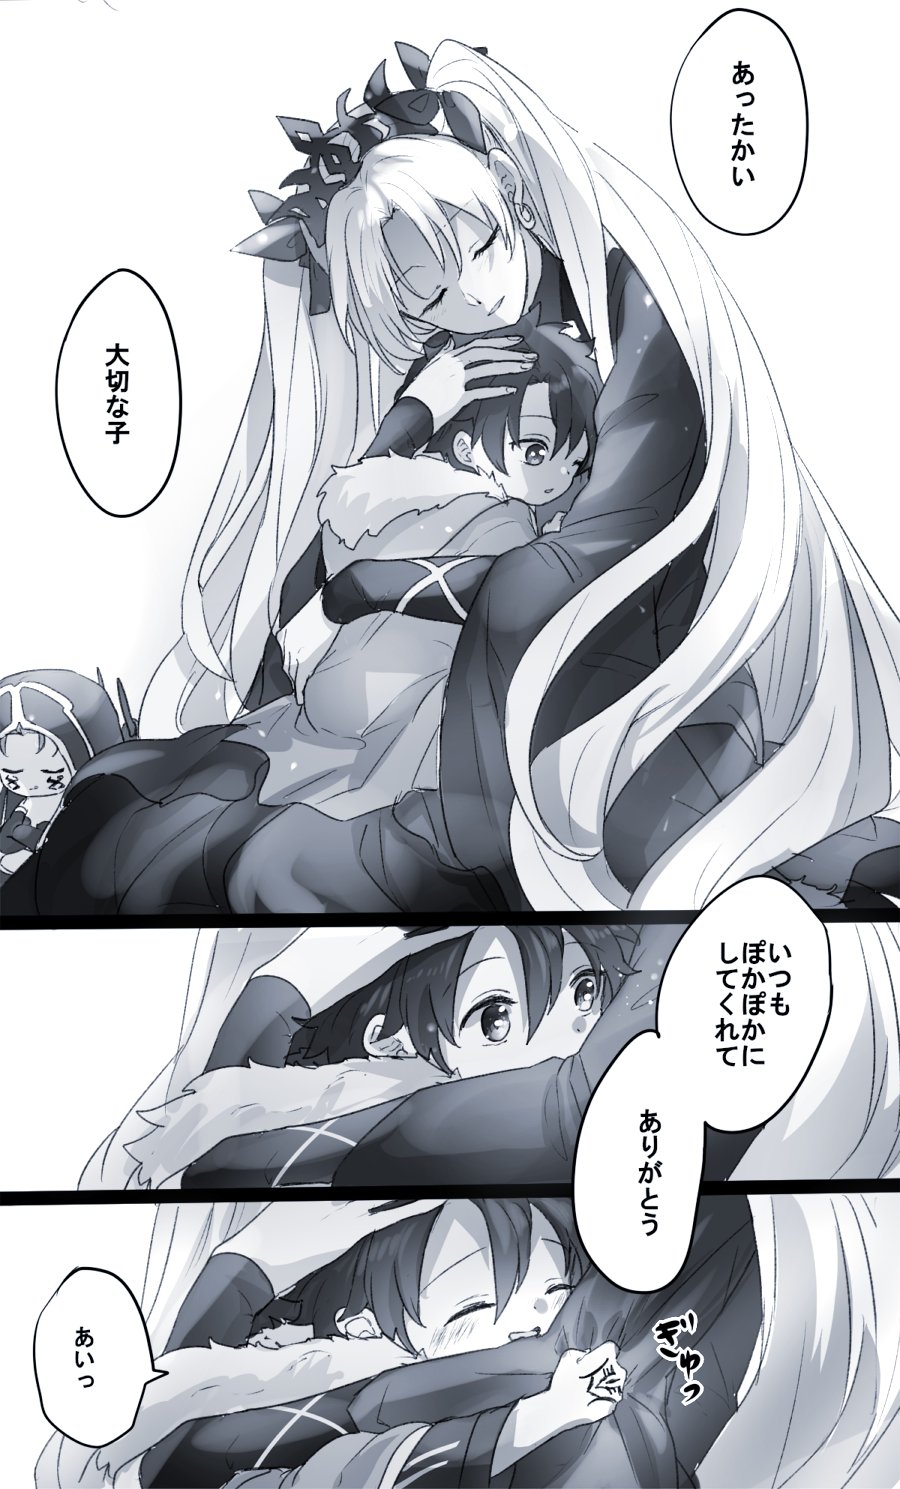 あったかい
大切な子
いつも
ぽかぽかに
してくれて
ありがとう
ぎゅっ
あいっ